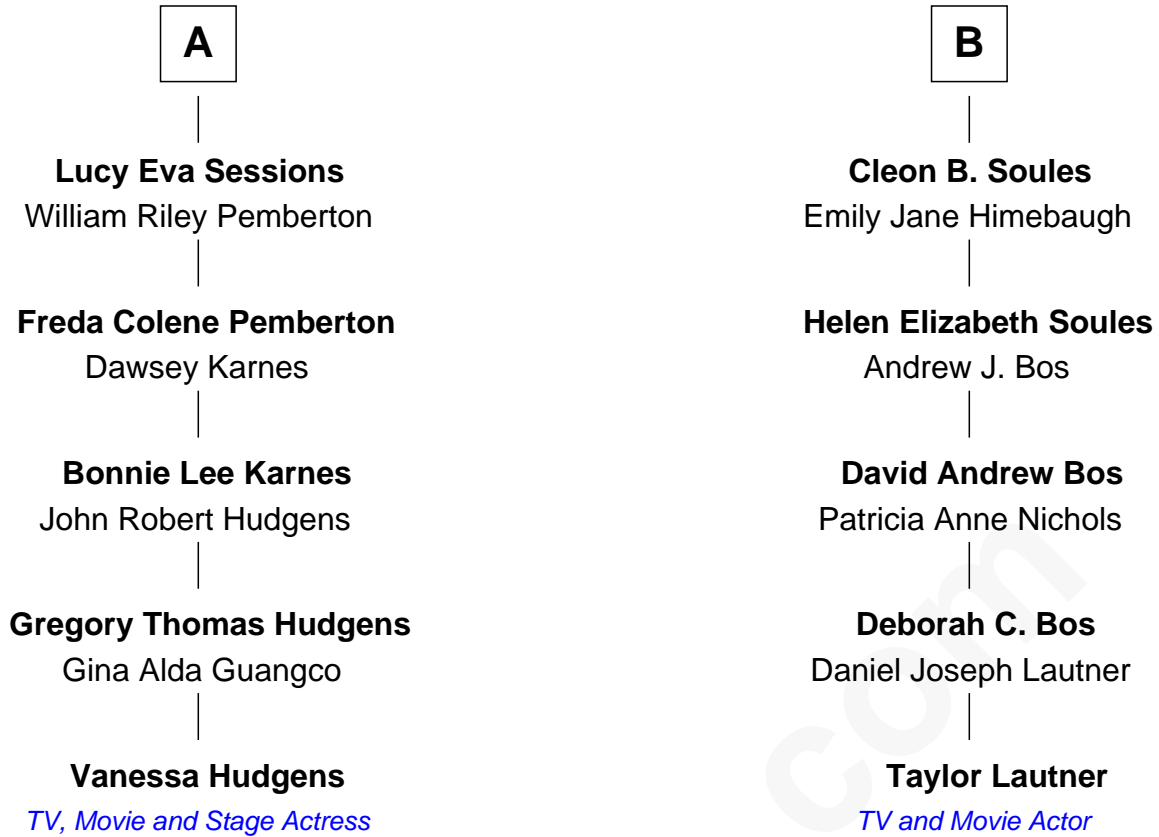 A
Lucy Eva Sessions
William Riley Pemberton
Freda Colene Pemberton
Dawsey Karnes
Bonnie Lee Karnes
John Robert Hudgens
Gregory Thomas Hudgens
Gina Alda Guangco
Vanessa Hudgens
TV, Movie and Stage Actress
B
Cleon B. Soules
Emily Jane Himebaugh
Helen Elizabeth Soules
Andrew J. Bos
David Andrew Bos
Patricia Anne Nichols
Deborah C. Bos
Daniel Joseph Lautner
Taylor Lautner
TV and Movie Actor
com